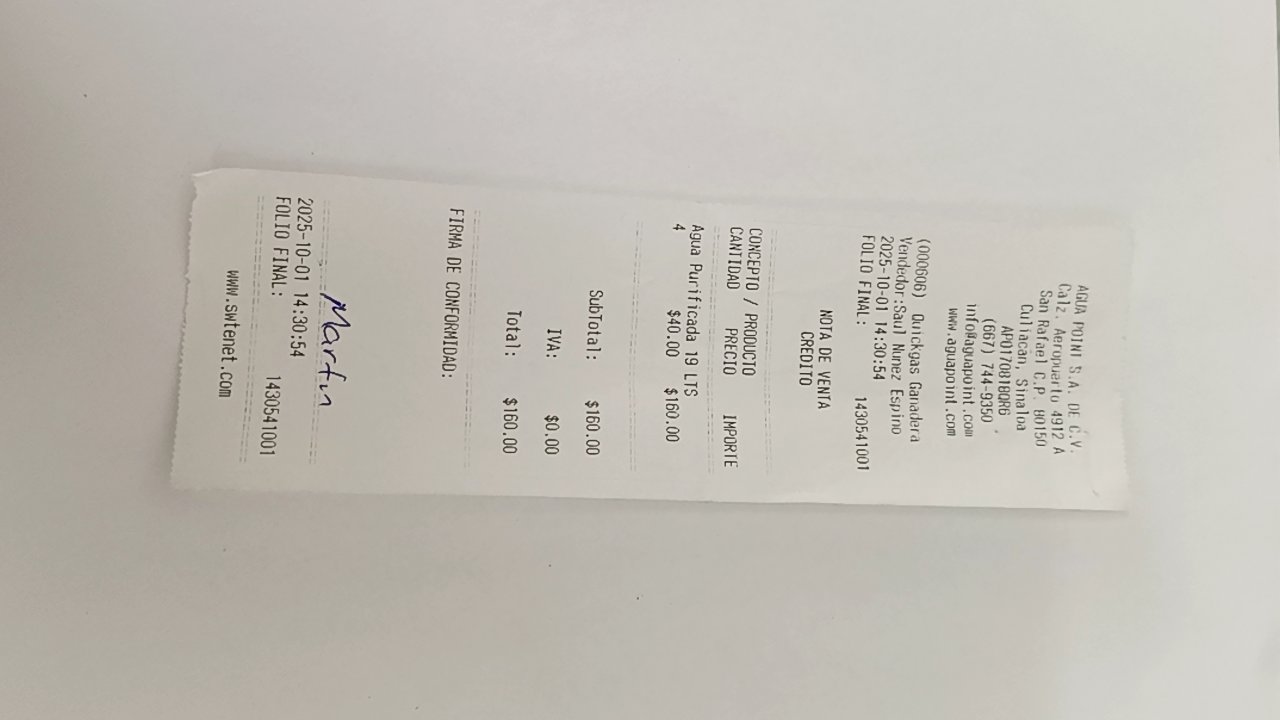 AGUA POINT S.A. DE C.V.
Calz. Aeropuerto 4912 A
San Rafael C.P. 80150
Culiacán, Sinaloa
APO170818QR6
(667) 744-9350
info@aguapoint.com
www.aguapoint.com
(000606) Quickgas Ganadera
Vendedor:Saul Nunez Espino
2025-10-01 14:30:54
FOLIO FINAL: 1430541001
NOTA DE VENTA
CREDITO
CONCEPTO / PRODUCTO
CANTIDAD PRECIO IMPORTE
Agua Purificada 19 LTS
4 $40.00 $160.00
SubTotal: $160.00
IVA: $0.00
Total: $160.00
FIRMA DE CONFORMIDAD:
Martin
2025-10-01 14:30:54
FOLIO FINAL: 1430541001
www.swtenet.com